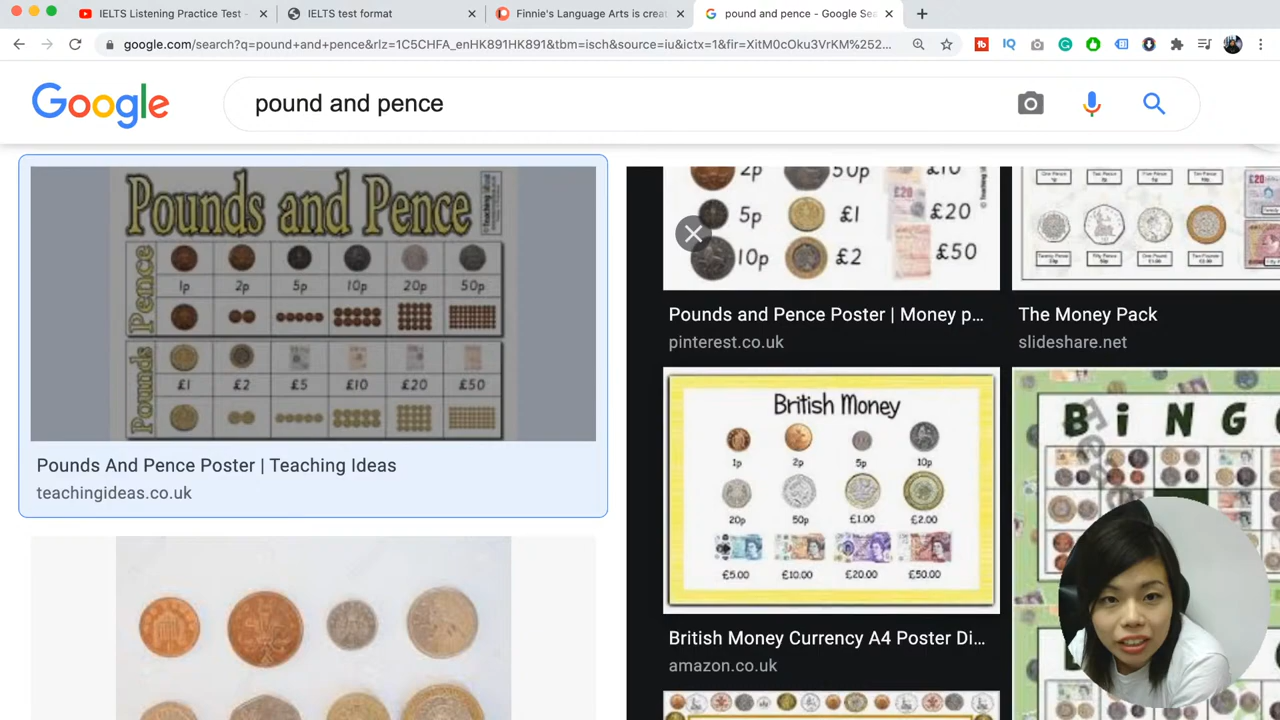 IELTS Listening Practice Test -
IELTS test format
Finnie's Language Arts is creat
pound and pence - Google Sea
google.com/search?q=pound+and+pence&rlz=1C5CHFA_enHK891HK891&tbm=isch&source=iu&ictx=1&fir=XitM0cOku3VrKM%252...
Google
pound and pence
Pounds and Pence
Pence
1p 2p 5p 10p 20p 50p
Pounds
£1 £2 £5 £10 £20 £50
Pounds And Pence Poster | Teaching Ideas
teachingideas.co.uk
2p 50p £10
5p £1 £20
10p £2 £50
Pounds and Pence Poster | Money p...
pinterest.co.uk
£20
The Money Pack
slideshare.net
British Money
1p 2p 5p 10p
20p 50p £1.00 £2.00
£5.00 £10.00 £20.00 £50.00
British Money Currency A4 Poster Di...
amazon.co.uk
BiNG